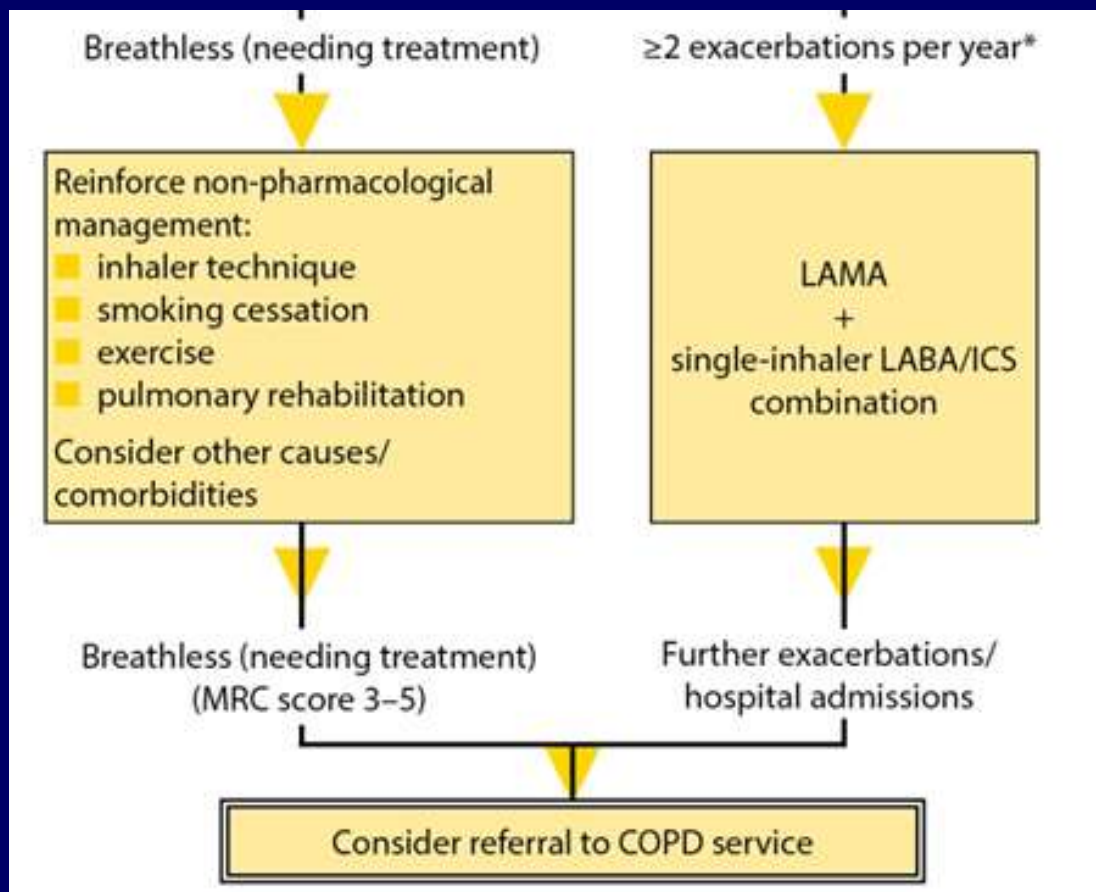 Breathless (needing treatment)
Reinforce non-pharmacological
management:
inhaler technique
smoking cessation
exercise
pulmonary rehabilitation
Consider other causes/
comorbidities
Breathless (needing treatment)
(MRC score 3–5)
≥2 exacerbations per year*
LAMA
+
single-inhaler LABA/ICS
combination
Further exacerbations/
hospital admissions
Consider referral to COPD service